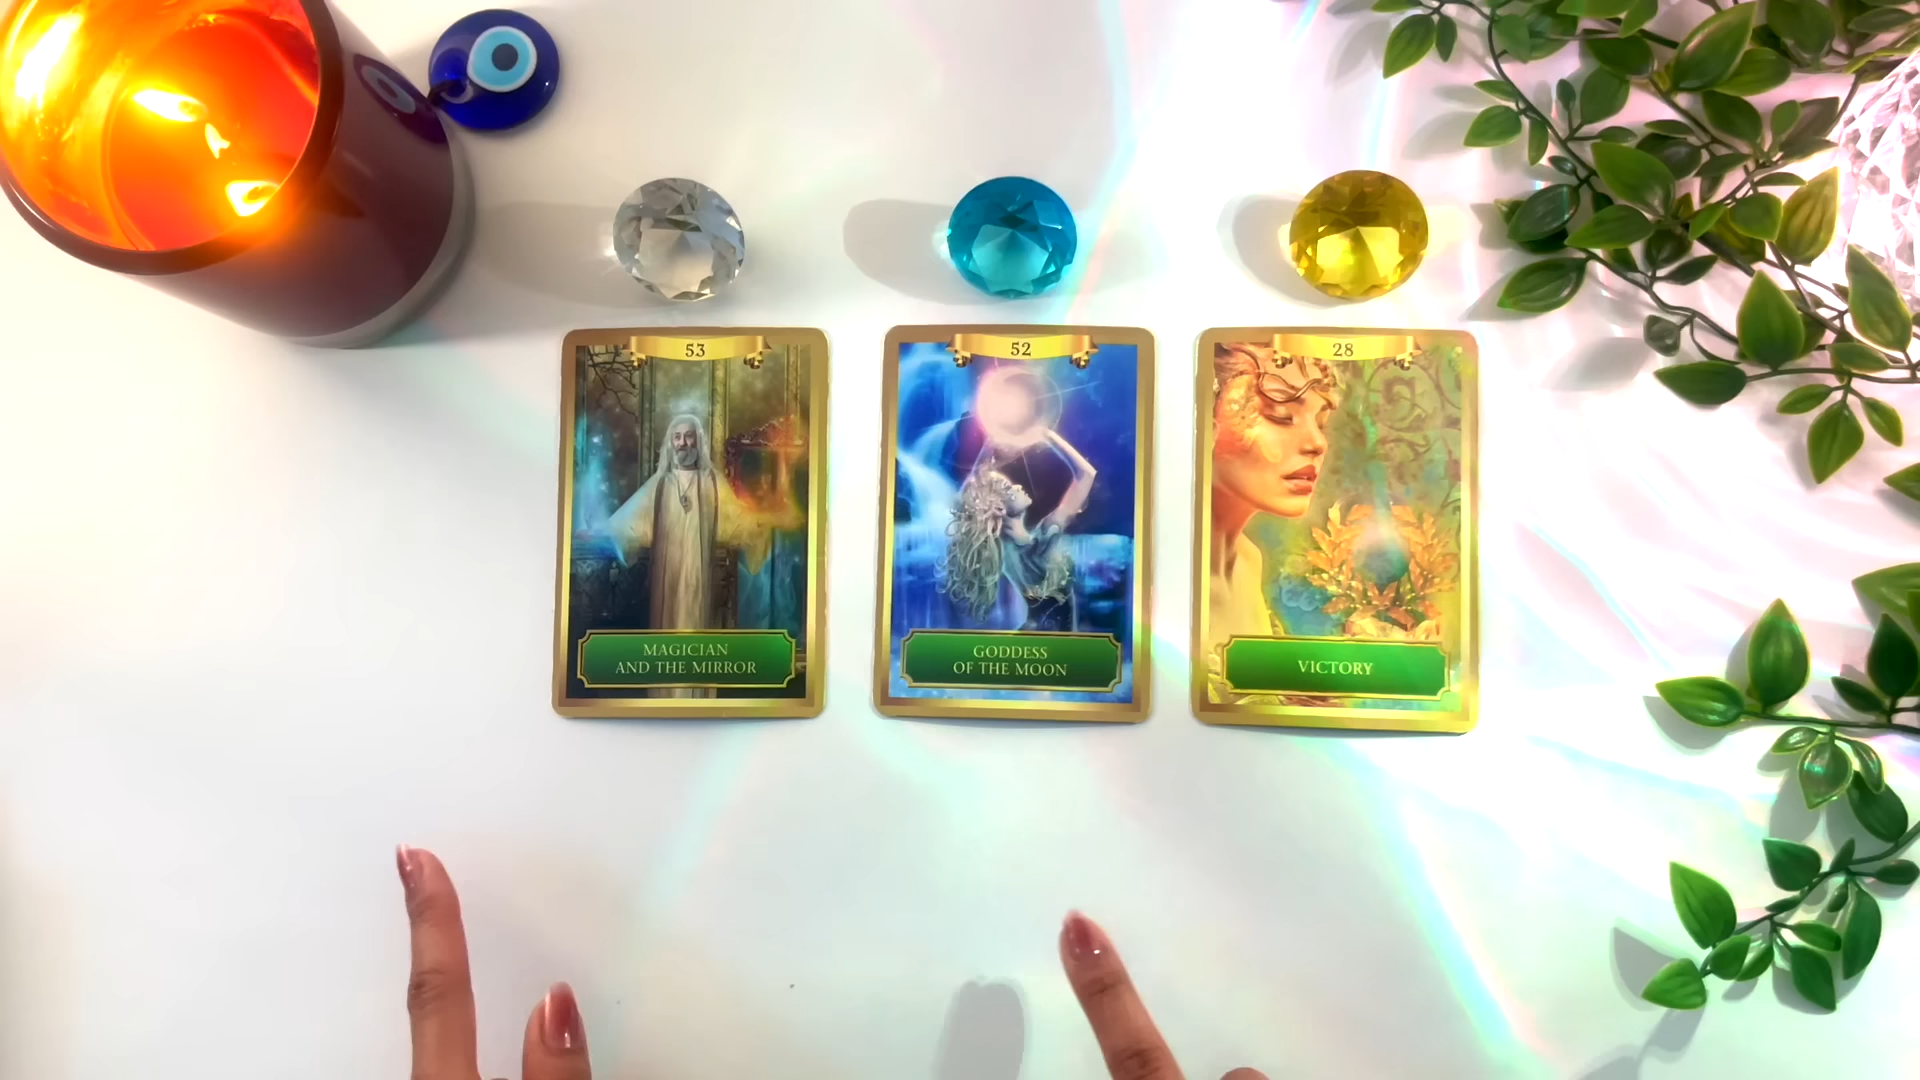 53
MAGICIAN
AND THE MIRROR
52
GODDESS
OF THE MOON
28
VICTORY